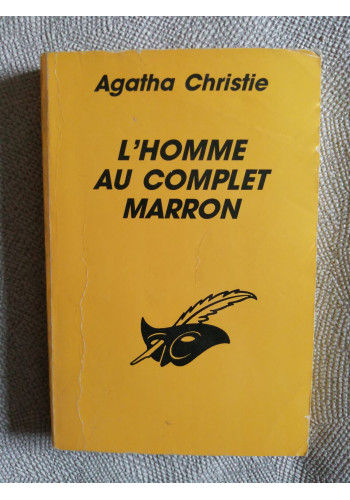 Agatha Christie
L'HOMME
AU COMPLET
MARRON